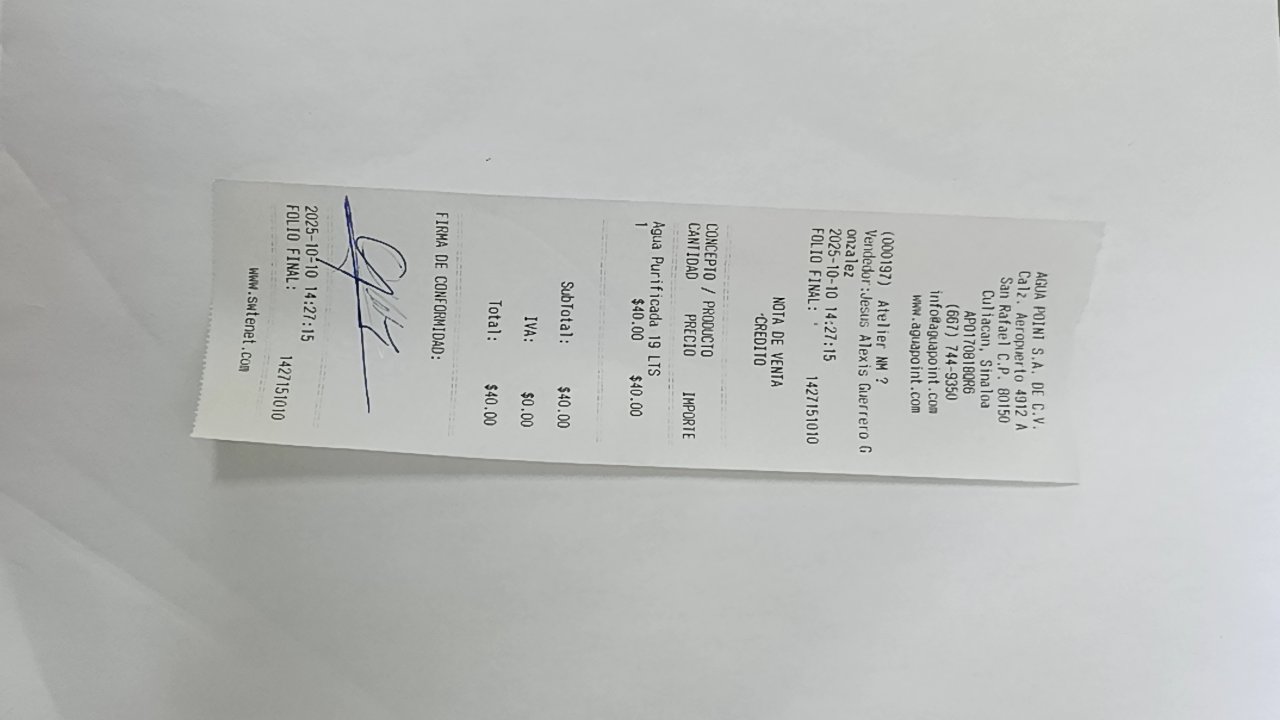 AGUA POINT S.A. DE C.V.
Calz. Aeropuerto 4912 A
San Rafael C.P. 80150
Culiacan, Sinaloa
APO170818QR6
(667) 744-9350
info@aguapoint.com
www.aguapoint.com
(000197) Atelier NM ?
Vendedor:Jesus Alexis Guerrero G
onzalez
2025-10-10 14:27:15
FOLIO FINAL: 1427151010
NOTA DE VENTA
-CREDITO
CONCEPTO / PRODUCTO
CANTIDAD PRECIO IMPORTE
Agua Purificada 19 LTS
1 $40.00 $40.00
SubTotal: $40.00
IVA: $0.00
Total: $40.00
FIRMA DE CONFORMIDAD:
2025-10-10 14:27:15
FOLIO FINAL: 1427151010
www.swtenet.com